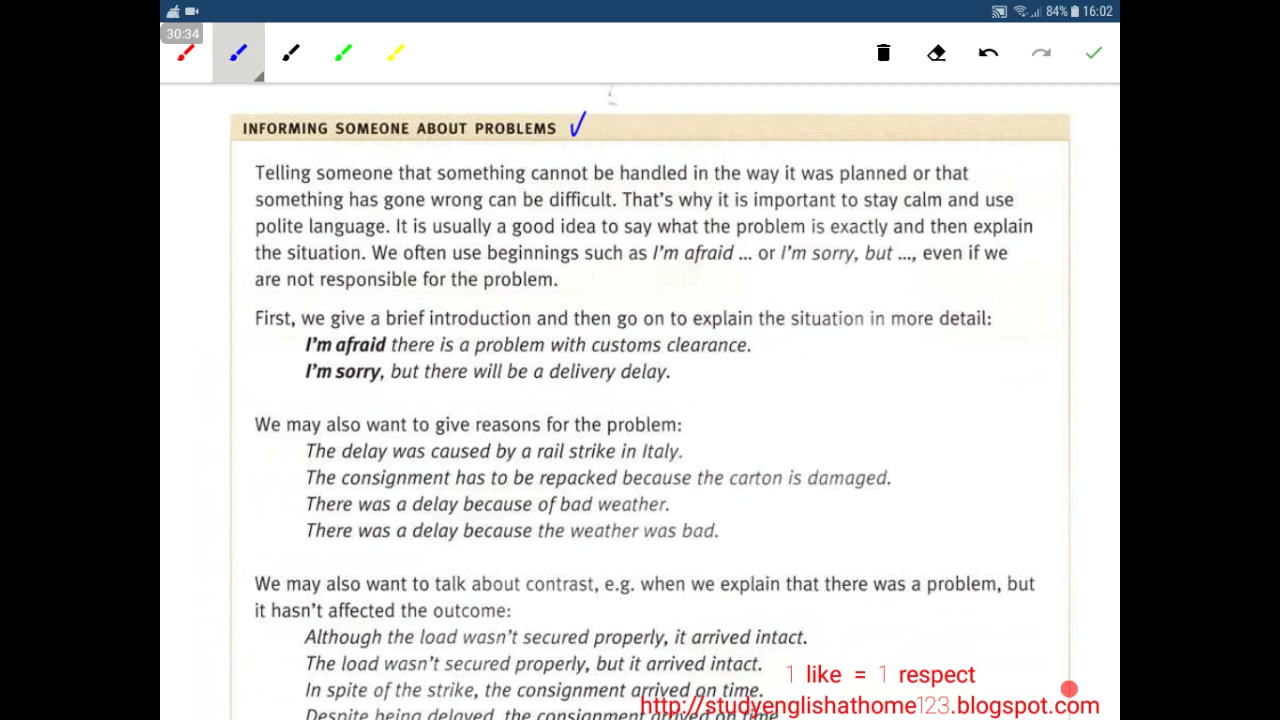 84% 16:02
30:34
INFORMING SOMEONE ABOUT PROBLEMS
Telling someone that something cannot be handled in the way it was planned or that
something has gone wrong can be difficult. That's why it is important to stay calm and use
polite language. It is usually a good idea to say what the problem is exactly and then explain
the situation. We often use beginnings such as I'm afraid ... or I'm sorry, but ..., even if we
are not responsible for the problem.
First, we give a brief introduction and then go on to explain the situation in more detail:
I'm afraid there is a problem with customs clearance.
I'm sorry, but there will be a delivery delay.
We may also want to give reasons for the problem:
The delay was caused by a rail strike in Italy.
The consignment has to be repacked because the carton is damaged.
There was a delay because of bad weather.
There was a delay because the weather was bad.
We may also want to talk about contrast, e.g. when we explain that there was a problem, but
it hasn't affected the outcome:
Although the load wasn't secured properly, it arrived intact.
The load wasn't secured properly, but it arrived intact.
1 like = 1 respect
In spite of the strike, the consignment arrived on time.
http://studyenglishathome123.blogspot.com
Despite being delayed, the consignment arrived on time